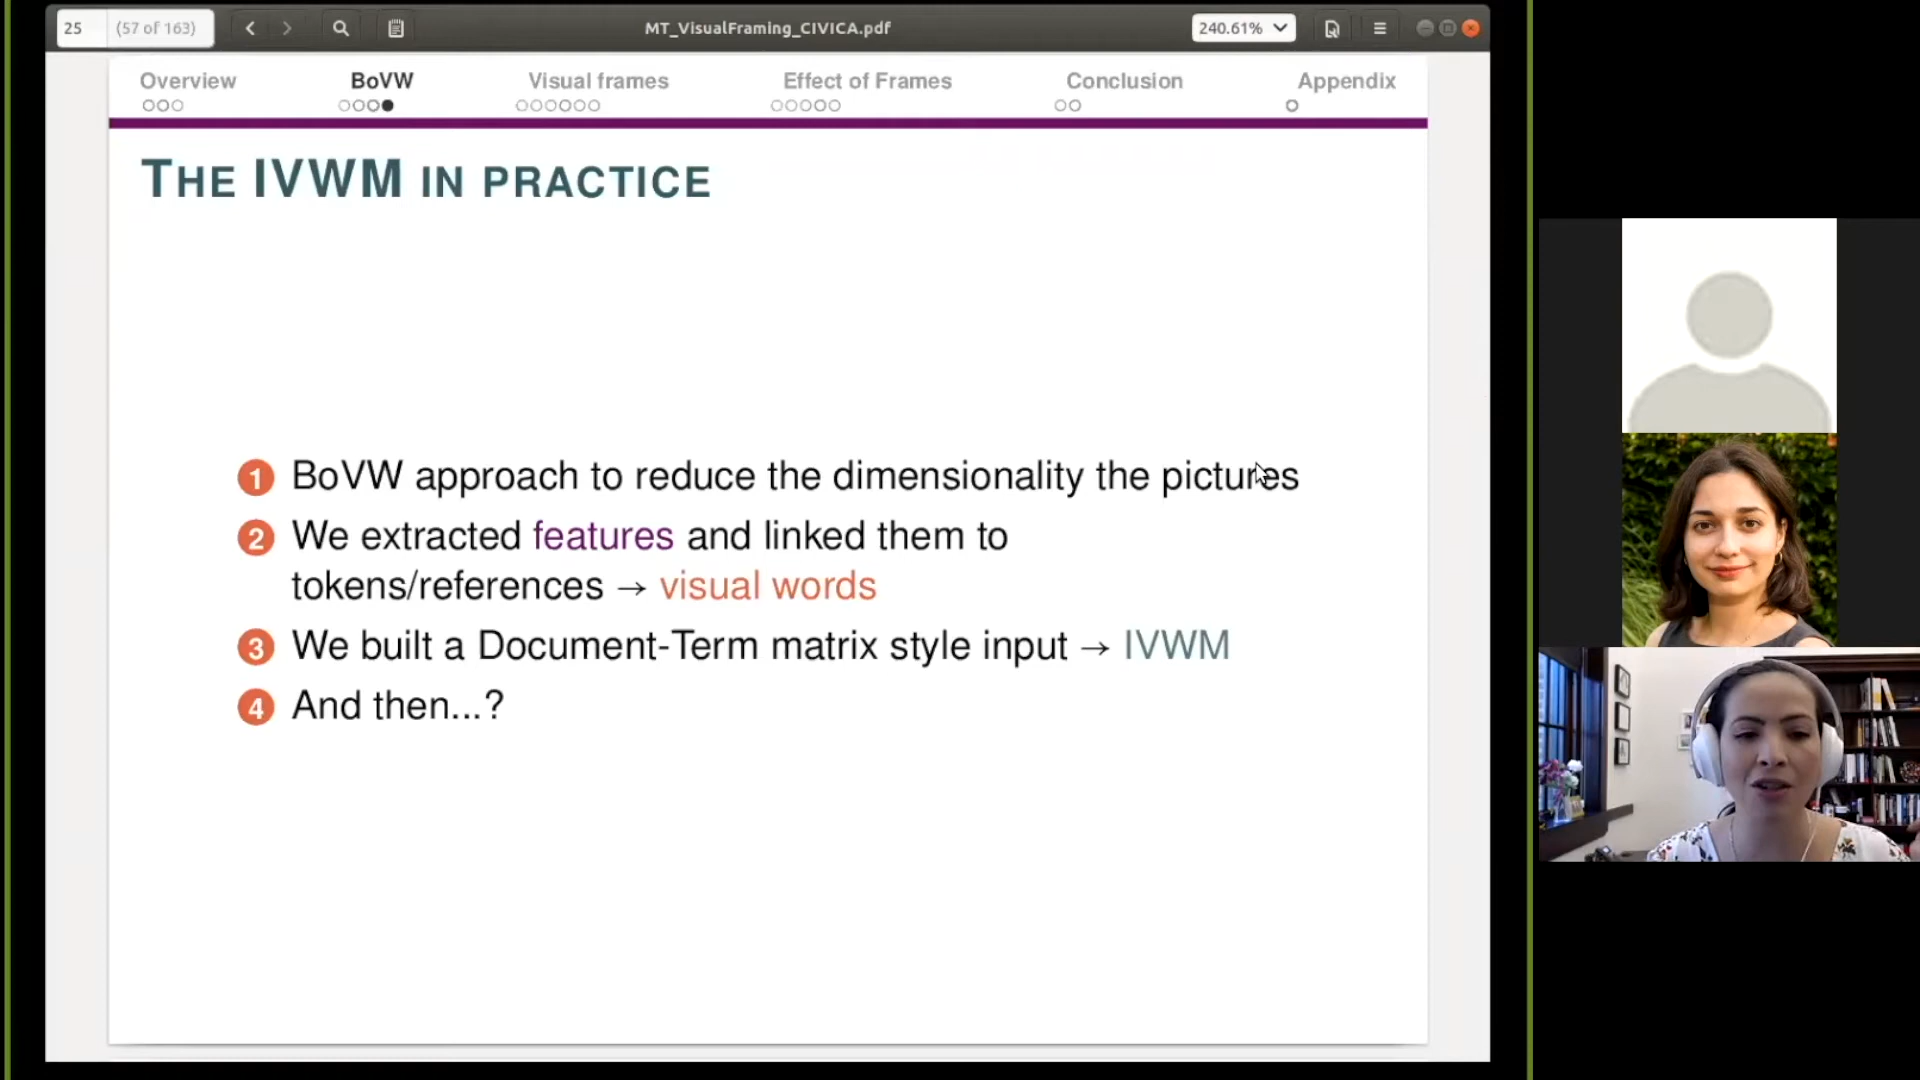 25 (57 of 163) MT_VisualFraming_CIVICA.pdf 240.61%
Overview BoVW Visual frames Effect of Frames Conclusion Appendix
THE IVWM IN PRACTICE
1 BoVW approach to reduce the dimensionality the pictures
2 We extracted features and linked them to
tokens/references → visual words
3 We built a Document-Term matrix style input → IVWM
4 And then...?